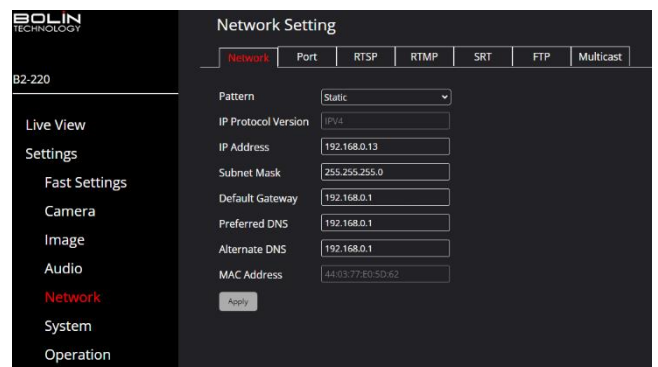 BOLIN
TECHNOLOGY
B2-220
Live View
Settings
Fast Settings
Camera
Image
Audio
Network
System
Operation
Network Setting
Network Port RTSP RTMP SRT FTP Multicast
Pattern Static
IP Protocol Version IPV4
IP Address 192.168.0.13
Subnet Mask 255.255.255.0
Default Gateway 192.168.0.1
Preferred DNS 192.168.0.1
Alternate DNS 192.168.0.1
MAC Address 44:03:77:E0:5D:62
Apply